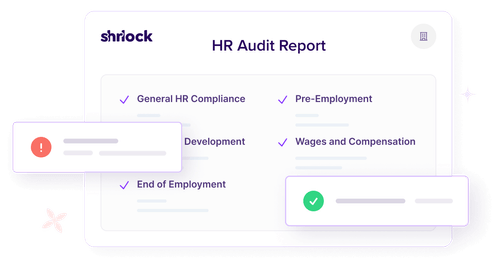 shrlock
HR Audit Report
General HR Compliance
Pre-Employment
Development
Wages and Compensation
End of Employment